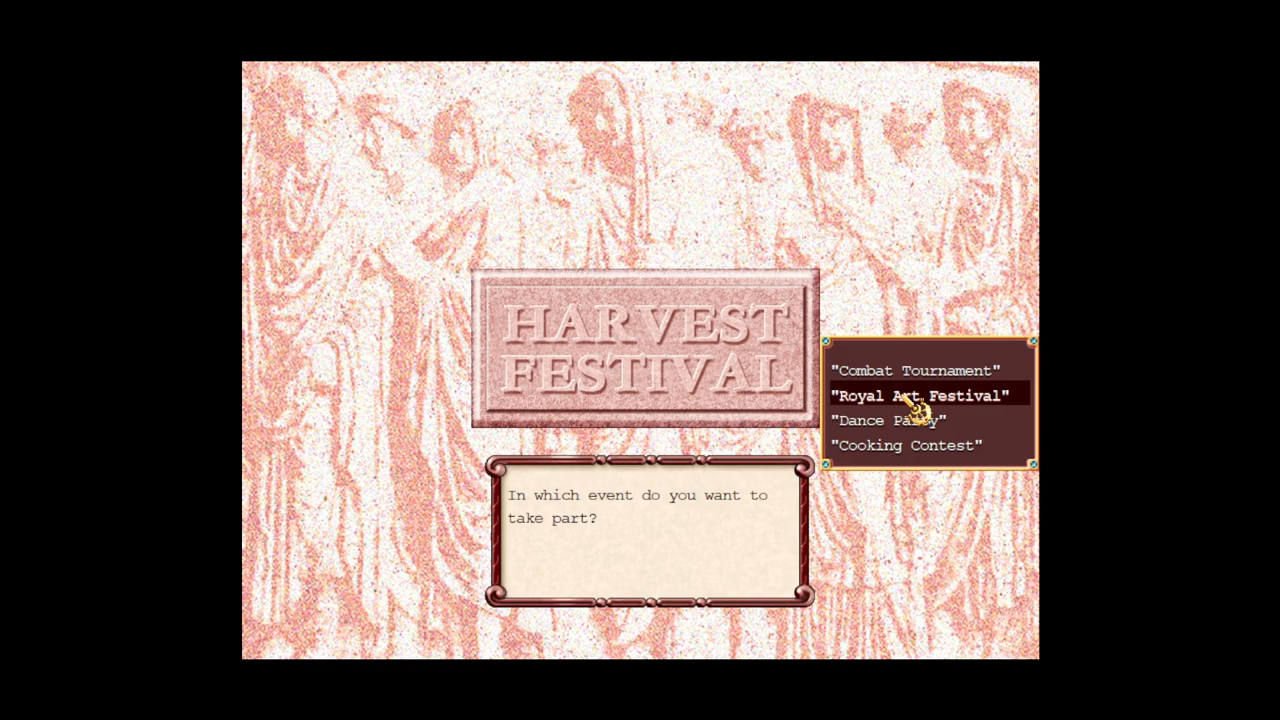 HARVEST
FESTIVAL
"Combat Tournament"
"Royal Art Festival"
"Dance Party"
"Cooking Contest"
In which event do you want to
take part?